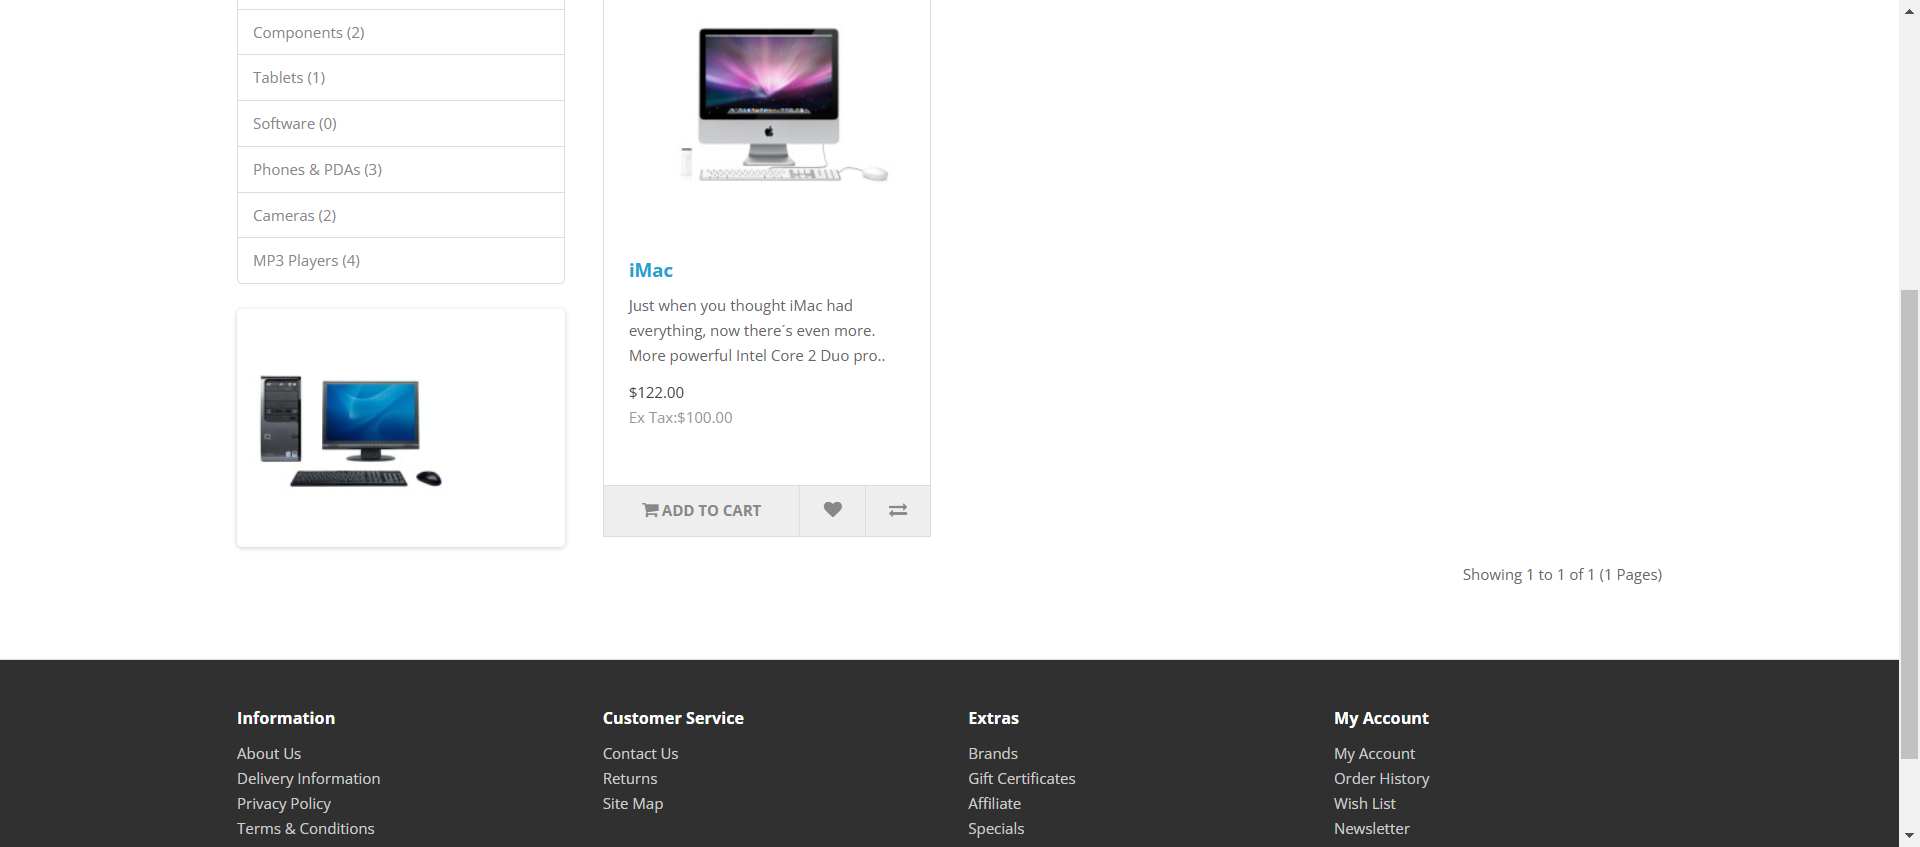 Components (2)
Tablets (1)
Software (0)
Phones & PDAs (3)
Cameras (2)
MP3 Players (4)
iMac
Just when you thought iMac had
everything, now there´s even more.
More powerful Intel Core 2 Duo pro..
$122.00
Ex Tax:$100.00
ADD TO CART
Showing 1 to 1 of 1 (1 Pages)
Information
About Us
Delivery Information
Privacy Policy
Terms & Conditions
Customer Service
Contact Us
Returns
Site Map
Extras
Brands
Gift Certificates
Affiliate
Specials
My Account
My Account
Order History
Wish List
Newsletter